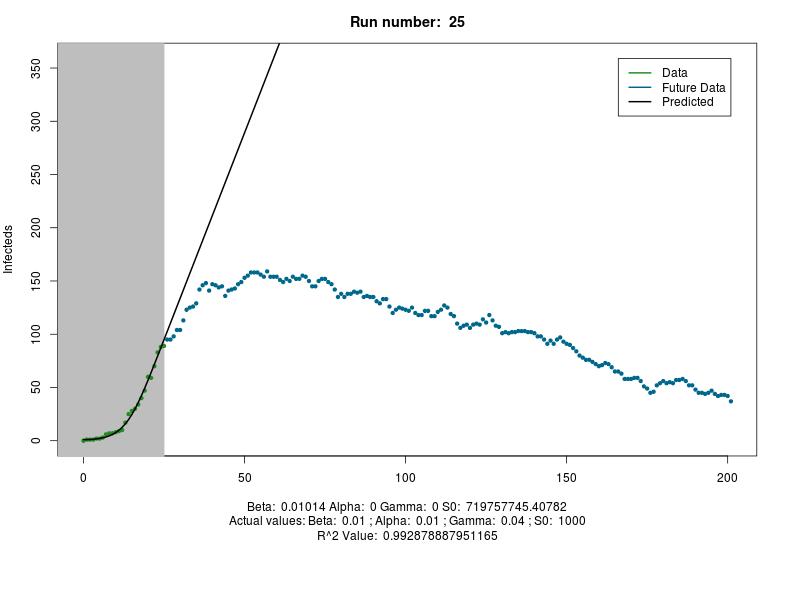 Run number: 25
350
300
250
200
150
100
50
0
Infecteds
Data
Future Data
Predicted
0 50 100 150 200
Beta: 0.01014 Alpha: 0 Gamma: 0 S0: 719757745.40782
Actual values: Beta: 0.01 ; Alpha: 0.01 ; Gamma: 0.04 ; S0: 1000
R^2 Value: 0.992878887951165